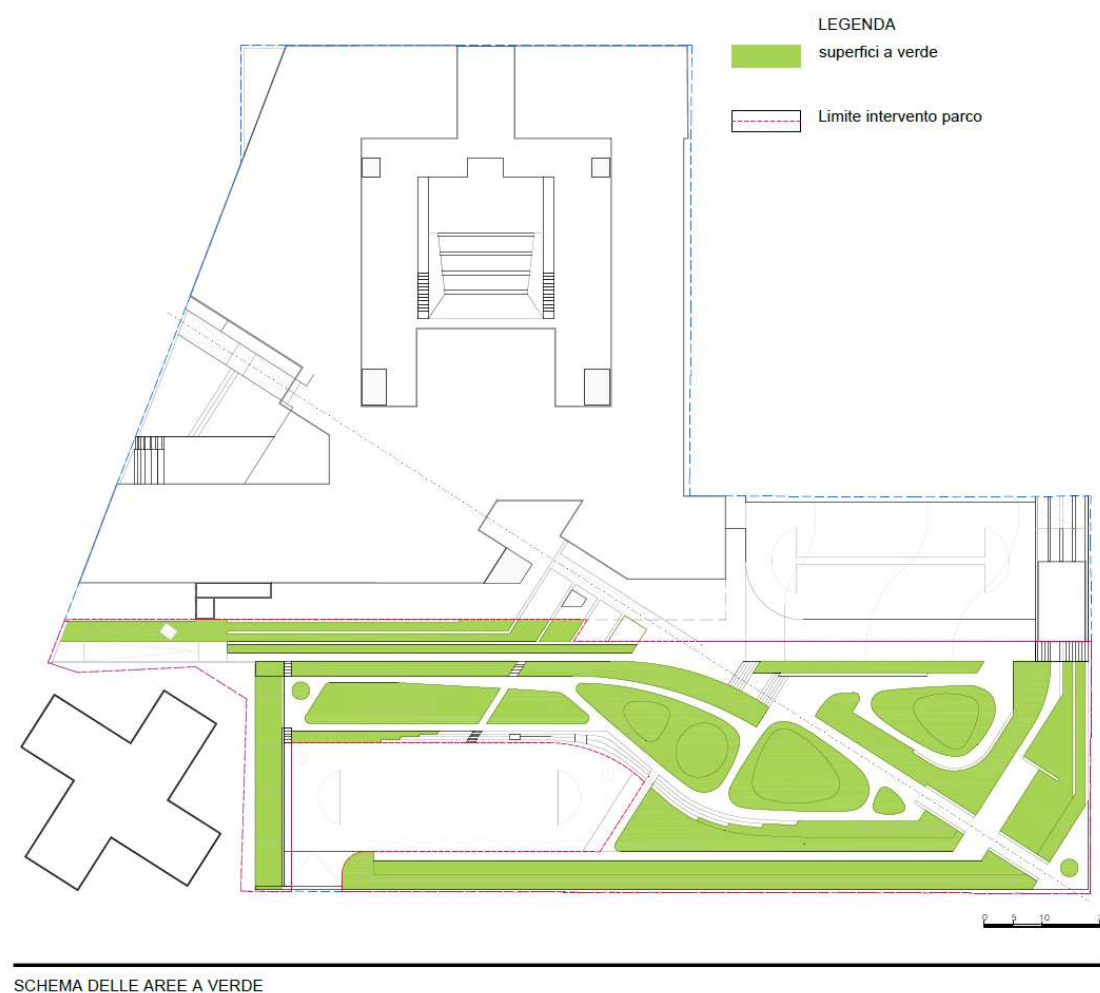 LEGENDA
superfici a verde
Limite intervento parco
0 5 10
SCHEMA DELLE AREE A VERDE